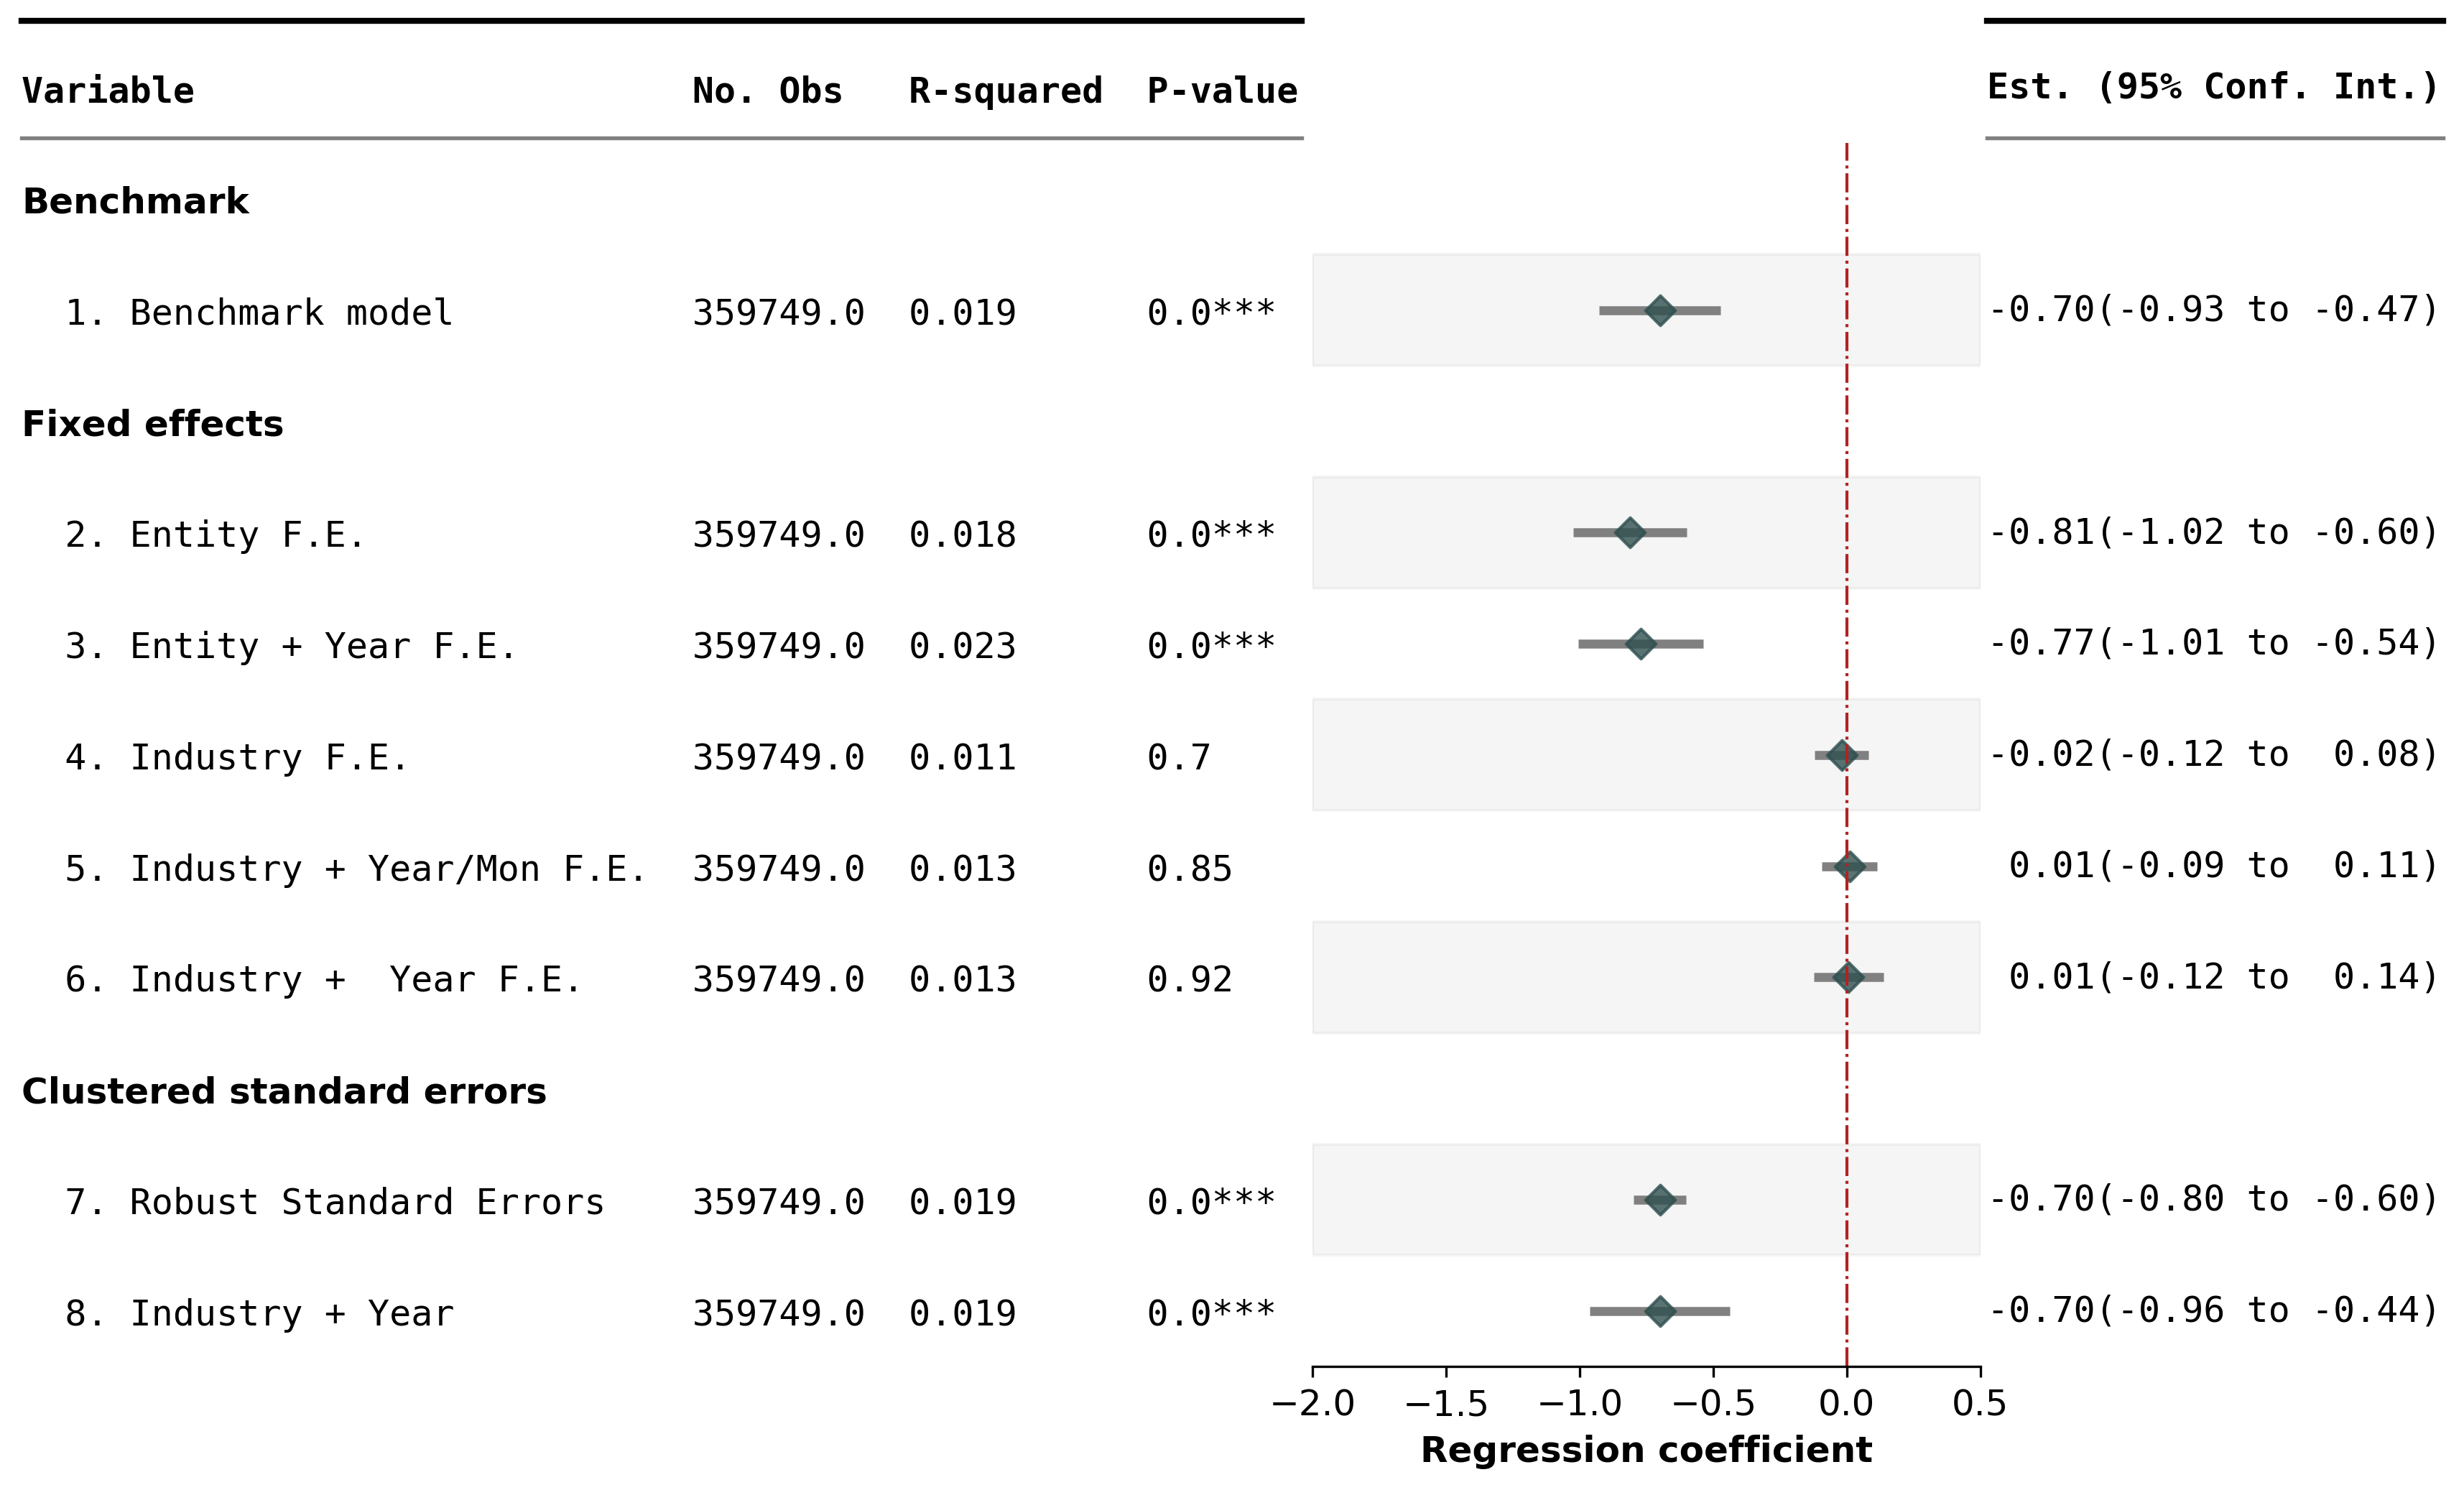 Variable No. Obs R-squared P-value Est. (95% Conf. Int.)
Benchmark
1. Benchmark model 359749.0 0.019 0.0*** -0.70(-0.93 to -0.47)
Fixed effects
2. Entity F.E. 359749.0 0.018 0.0*** -0.81(-1.02 to -0.60)
3. Entity + Year F.E. 359749.0 0.023 0.0*** -0.77(-1.01 to -0.54)
4. Industry F.E. 359749.0 0.011 0.7 -0.02(-0.12 to  0.08)
5. Industry + Year/Mon F.E. 359749.0 0.013 0.85 0.01(-0.09 to  0.11)
6. Industry +  Year F.E. 359749.0 0.013 0.92 0.01(-0.12 to  0.14)
Clustered standard errors
7. Robust Standard Errors 359749.0 0.019 0.0*** -0.70(-0.80 to -0.60)
8. Industry + Year 359749.0 0.019 0.0*** -0.70(-0.96 to -0.44)
−2.0 −1.5 −1.0 −0.5 0.0 0.5
Regression coefficient